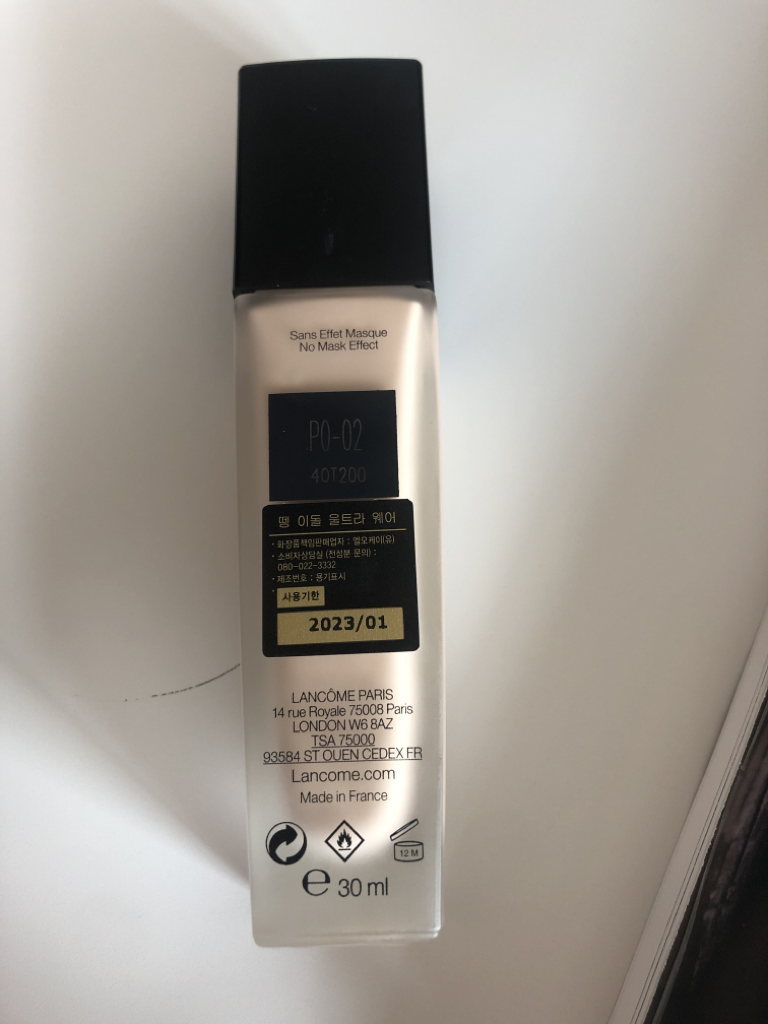 Sans Effet Masque
No Mask Effect
PO-02
40T200
뗑 이돌 울트라 웨어
· 화장품책임판매업자 : 엘오케이(유)
· 소비자상담실 (전성분 문의) :
080-022-3332
· 제조번호 : 용기표시
· 사용기한
2023/01
LANCÔME PARIS
14 rue Royale 75008 Paris
LONDON W6 8AZ
TSA 75000
93584 ST OUEN CEDEX FR
Lancome.com
Made in France
12 M
℮ 30 ml